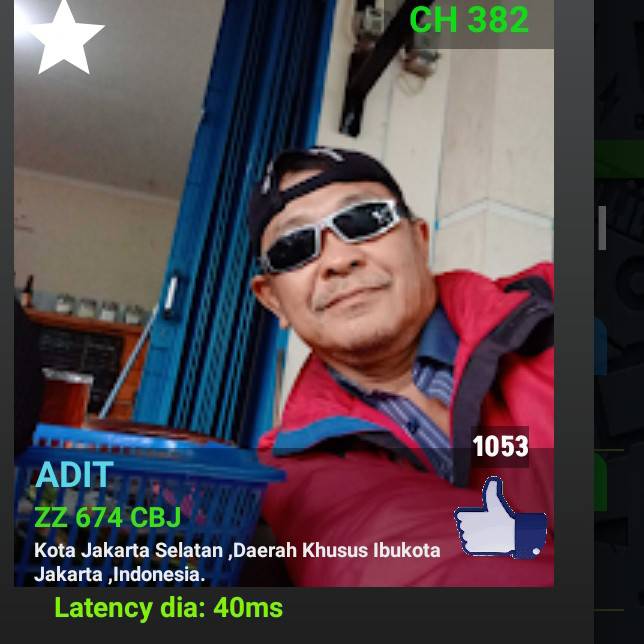 CH 382
1053
ADIT
ZZ 674 CBJ
Kota Jakarta Selatan ,Daerah Khusus Ibukota
Jakarta ,Indonesia.
Latency dia: 40ms